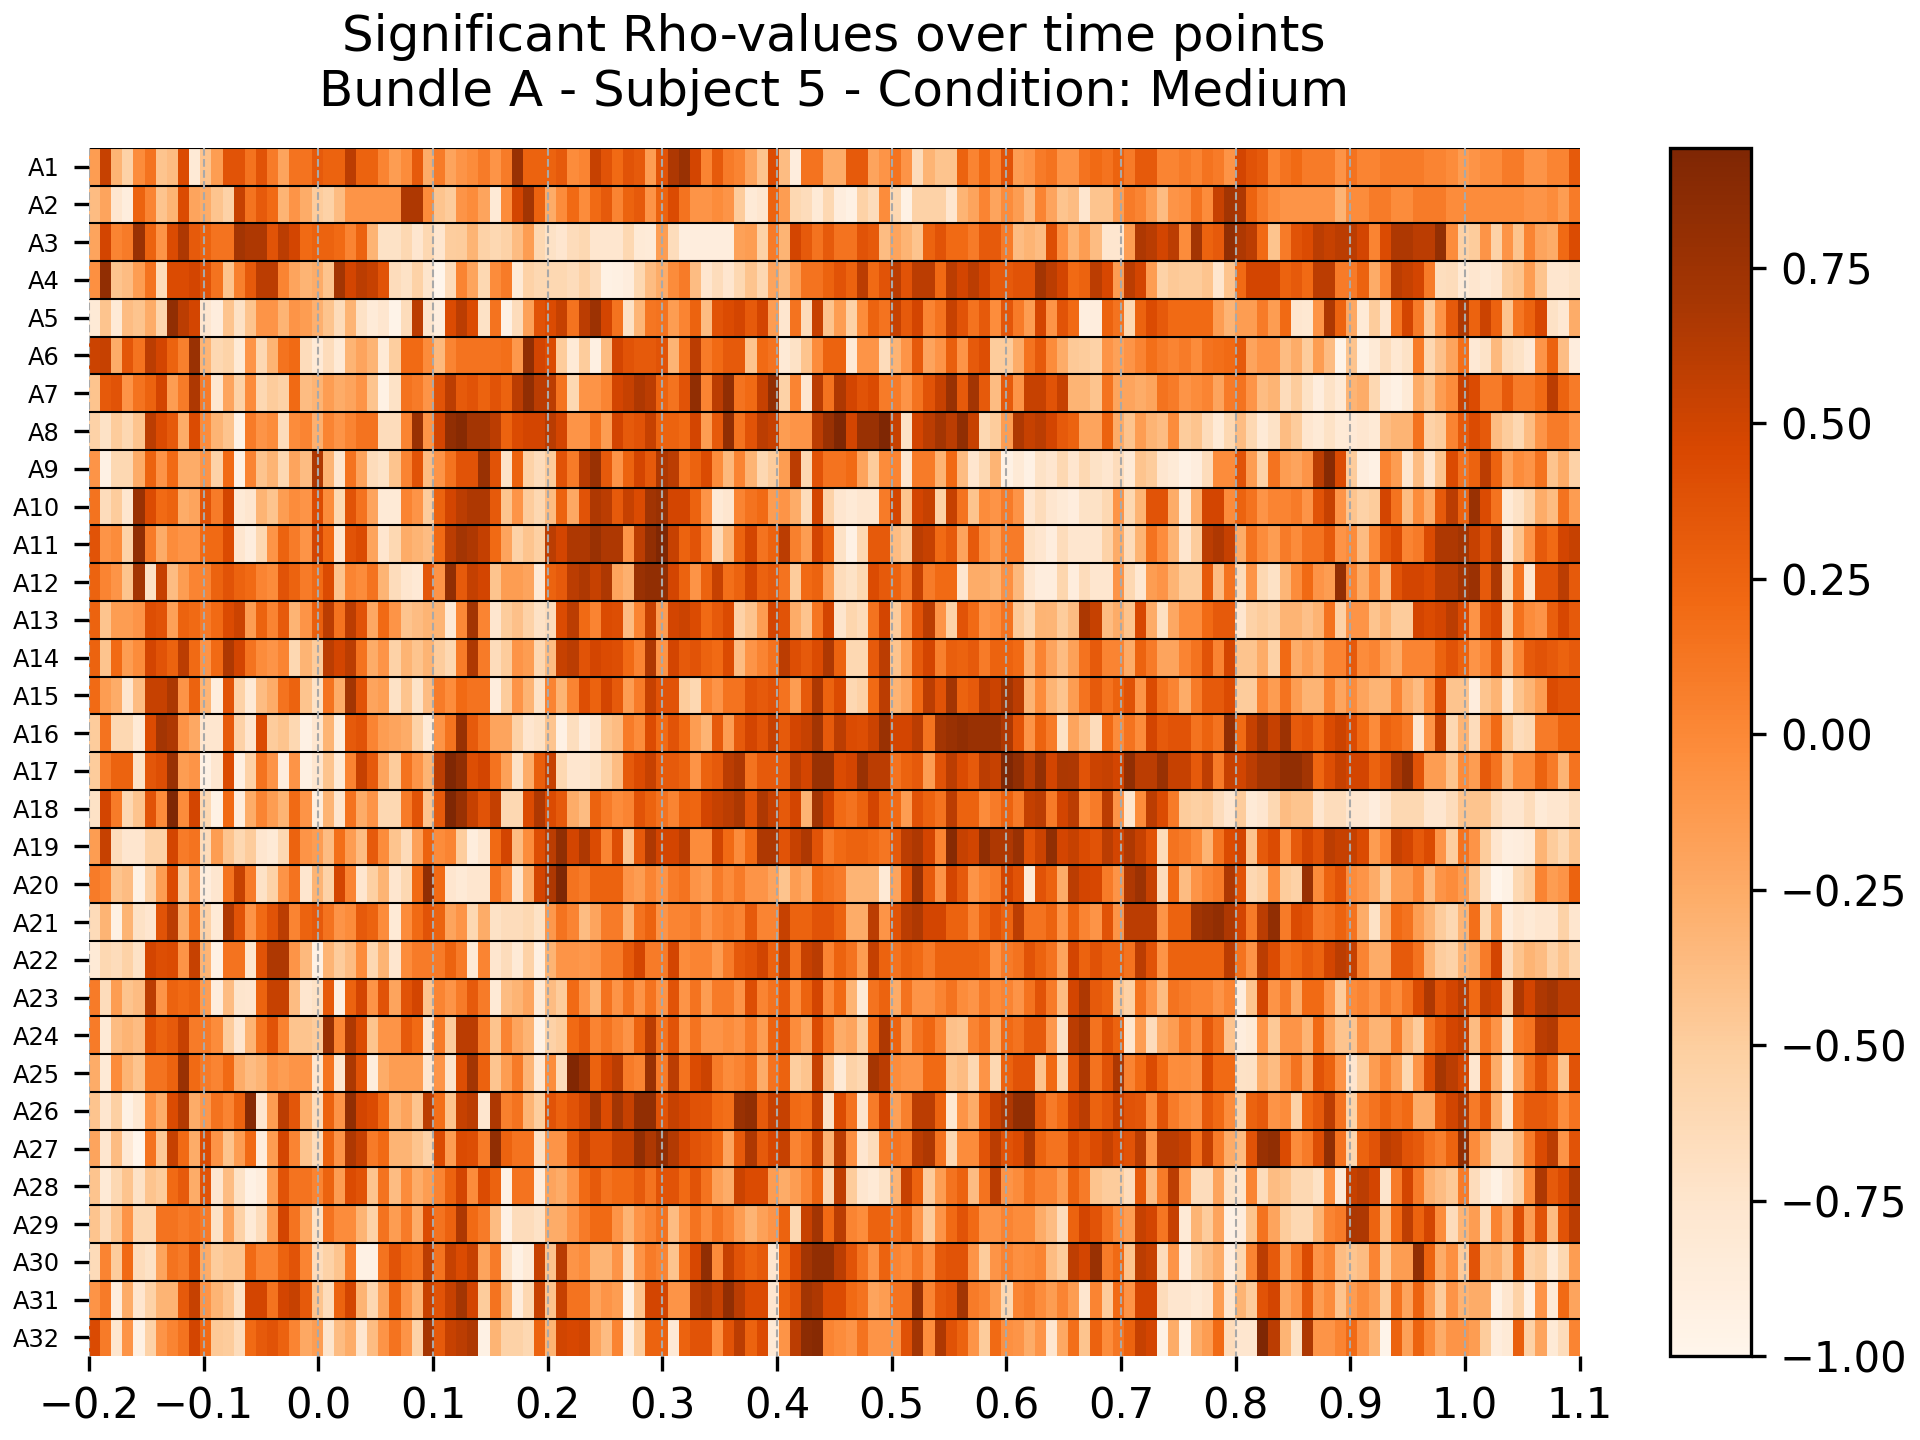 Significant Rho-values over time points
Bundle A - Subject 5 - Condition: Medium
A1
A2
A3
A4
A5
A6
A7
A8
A9
A10
A11
A12
A13
A14
A15
A16
A17
A18
A19
A20
A21
A22
A23
A24
A25
A26
A27
A28
A29
A30
A31
A32
−0.2 −0.1 0.0 0.1 0.2 0.3 0.4 0.5 0.6 0.7 0.8 0.9 1.0 1.1
0.75
0.50
0.25
0.00
−0.25
−0.50
−0.75
−1.00